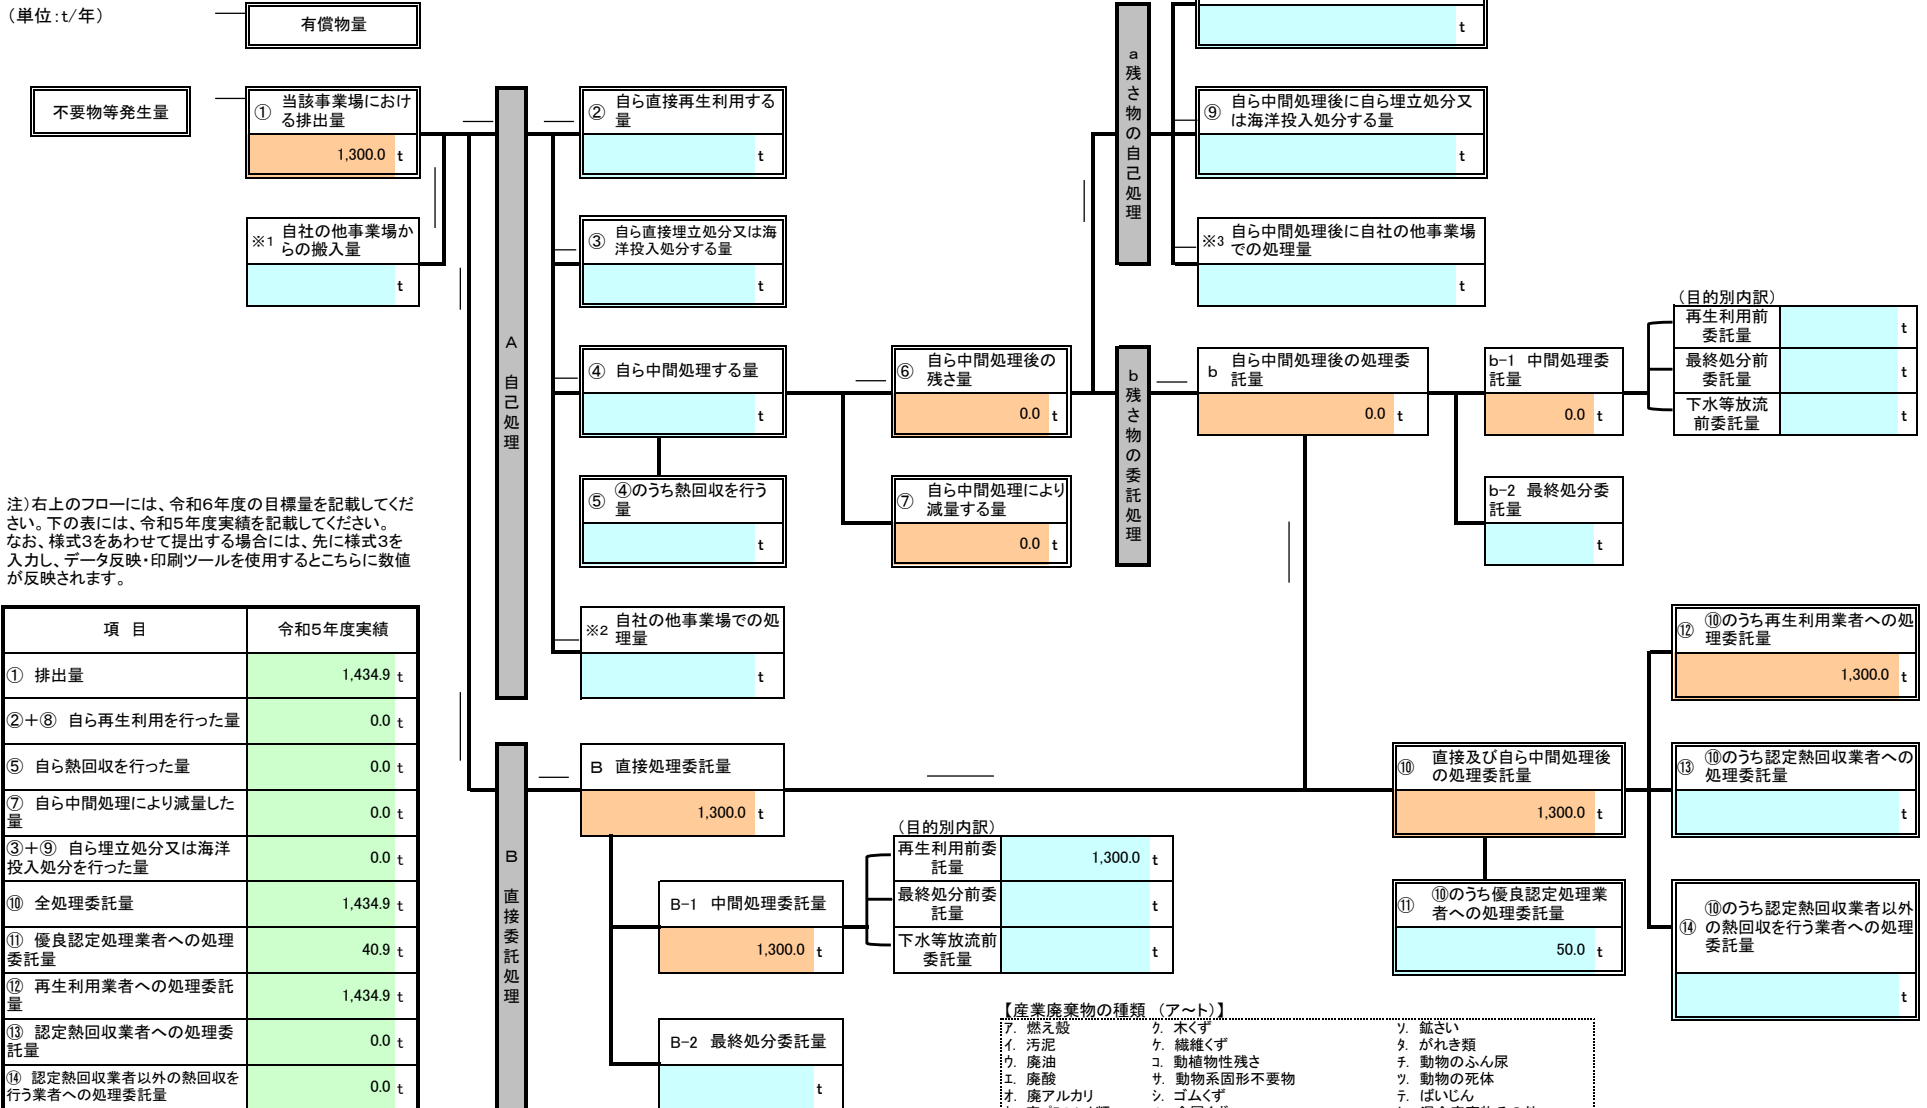 （単位：t/年）
有償物量
t
不要物等発生量
① 当該事業場におけ
る排出量
1,300.0 t
※1 自社の他事業場か
らの搬入量
t
A 自己処理
② 自ら直接再生利用する
量
t
③ 自ら直接埋立処分又は海
洋投入処分する量
t
④ 自ら中間処理する量
t
⑤ ④のうち熱回収を行う
量
t
※2 自社の他事業場での処
理量
t
⑥ 自ら中間処理後の
残さ量
0.0 t
⑦ 自ら中間処理により
減量する量
0.0 t
a 残さ物の自己処理
⑨ 自ら中間処理後に自ら埋立処分又
は海洋投入処分する量
t
※3 自ら中間処理後に自社の他事業場
での処理量
t
b 残さ物の委託処理
b 自ら中間処理後の処理委
託量
0.0 t
b-1 中間処理委
託量
0.0 t
（目的別内訳）
再生利用前
委託量
t
最終処分前
委託量
t
下水等放流
前委託量
t
b-2 最終処分委
託量
t
注）右上のフローには、令和6年度の目標量を記載してくだ
さい。下の表には、令和5年度実績を記載してください。
なお、様式3をあわせて提出する場合には、先に様式3を
入力し、データ反映・印刷ツールを使用するとこちらに数値
が反映されます。
項 目 令和5年度実績
① 排出量 1,434.9 t
②＋⑧ 自ら再生利用を行った量 0.0 t
⑤ 自ら熱回収を行った量 0.0 t
⑦ 自ら中間処理により減量した
量 0.0 t
③＋⑨ 自ら埋立処分又は海洋
投入処分を行った量 0.0 t
⑩ 全処理委託量 1,434.9 t
⑪ 優良認定処理業者への処理
委託量 40.9 t
⑫ 再生利用業者への処理委託
量 1,434.9 t
⑬ 認定熱回収業者への処理委
託量 0.0 t
⑭ 認定熱回収業者以外の熱回収を
行う業者への処理委託量 0.0 t
B 直接委託処理
B 直接処理委託量
1,300.0 t
B-1 中間処理委託量
1,300.0 t
（目的別内訳）
再生利用前委
託量
1,300.0 t
最終処分前委
託量
t
下水等放流前
委託量
t
B-2 最終処分委託量
t
⑩ 直接及び自ら中間処理後
の処理委託量
1,300.0 t
⑪ ⑩のうち優良認定処理業
者への処理委託量
50.0 t
⑫ ⑩のうち再生利用業者への処
理委託量
1,300.0 t
⑬ ⑩のうち認定熱回収業者への
処理委託量
t
⑭ ⑩のうち認定熱回収業者以外
の熱回収を行う業者への処理
委託量
t
【産業廃棄物の種類 （ア～ト）】
ア. 燃え殻 ク. 木くず ソ. 鉱さい
イ. 汚泥 ケ. 繊維くず タ. がれき類
ウ. 廃油 コ. 動植物性残さ チ. 動物のふん尿
エ. 廃酸 サ. 動物系固形不要物 ツ. 動物の死体
オ. 廃アルカリ シ. ゴムくず テ. ばいじん